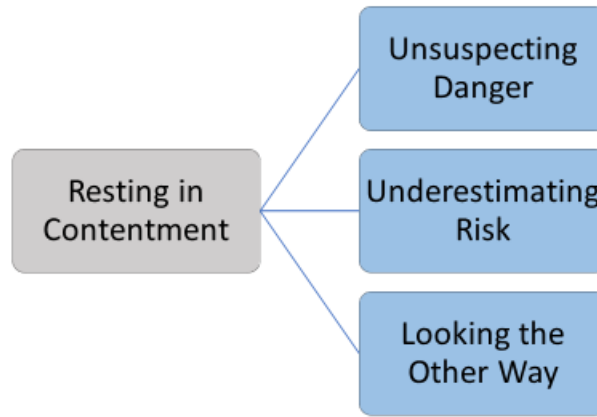 Unsuspecting
Danger
Resting in
Contentment
Underestimating
Risk
Looking the
Other Way